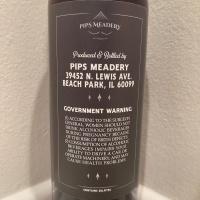 PIPS MEADERY
Produced & Bottled by
PIPS MEADERY
39452 N. LEWIS AVE.
BEACH PARK, IL 60099
GOVERNMENT WARNING
(1) ACCORDING TO THE SURGEON
GENERAL, WOMEN SHOULD NOT
DRINK ALCOHOLIC BEVERAGES
DURING PREGNANCY BECAUSE
OF THE RISK OF BIRTH DEFECTS.
(2) CONSUMPTION OF ALCOHOLIC
BEVERAGES IMPAIRS YOUR
ABILITY TO DRIVE A CAR OR
OPERATE MACHINERY, AND MAY
CAUSE HEALTH PROBLEMS.
CONTAINS SULFITES